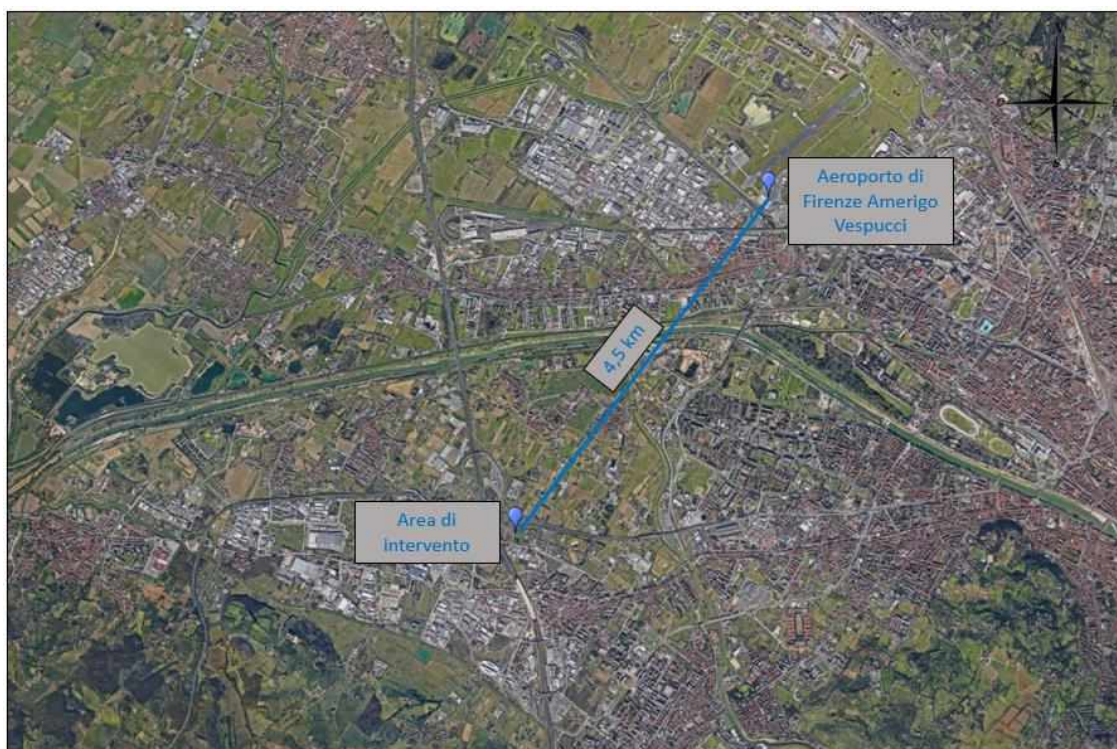 Aeroporto di
Firenze Amerigo
Vespucci
4,5 km
Area di
intervento